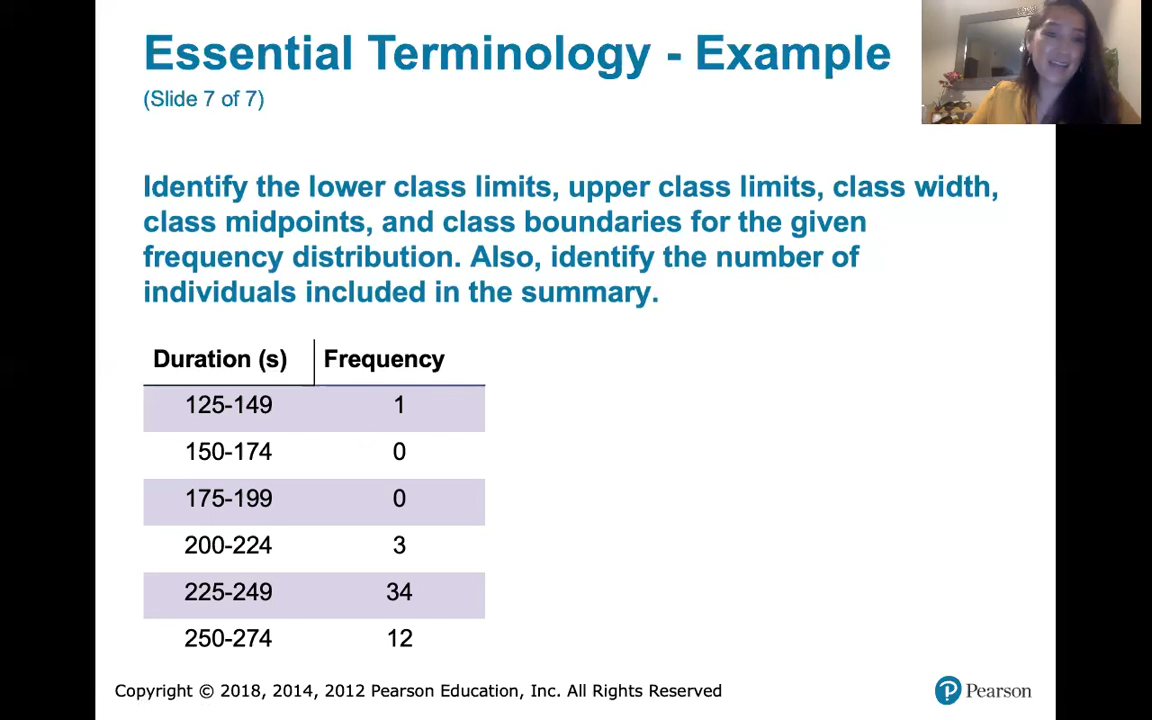 Essential Terminology - Example
(Slide 7 of 7)
Identify the lower class limits, upper class limits, class width,
class midpoints, and class boundaries for the given
frequency distribution. Also, identify the number of
individuals included in the summary.
Duration (s) Frequency
125-149 1
150-174 0
175-199 0
200-224 3
225-249 34
250-274 12
Copyright © 2018, 2014, 2012 Pearson Education, Inc. All Rights Reserved
Pearson